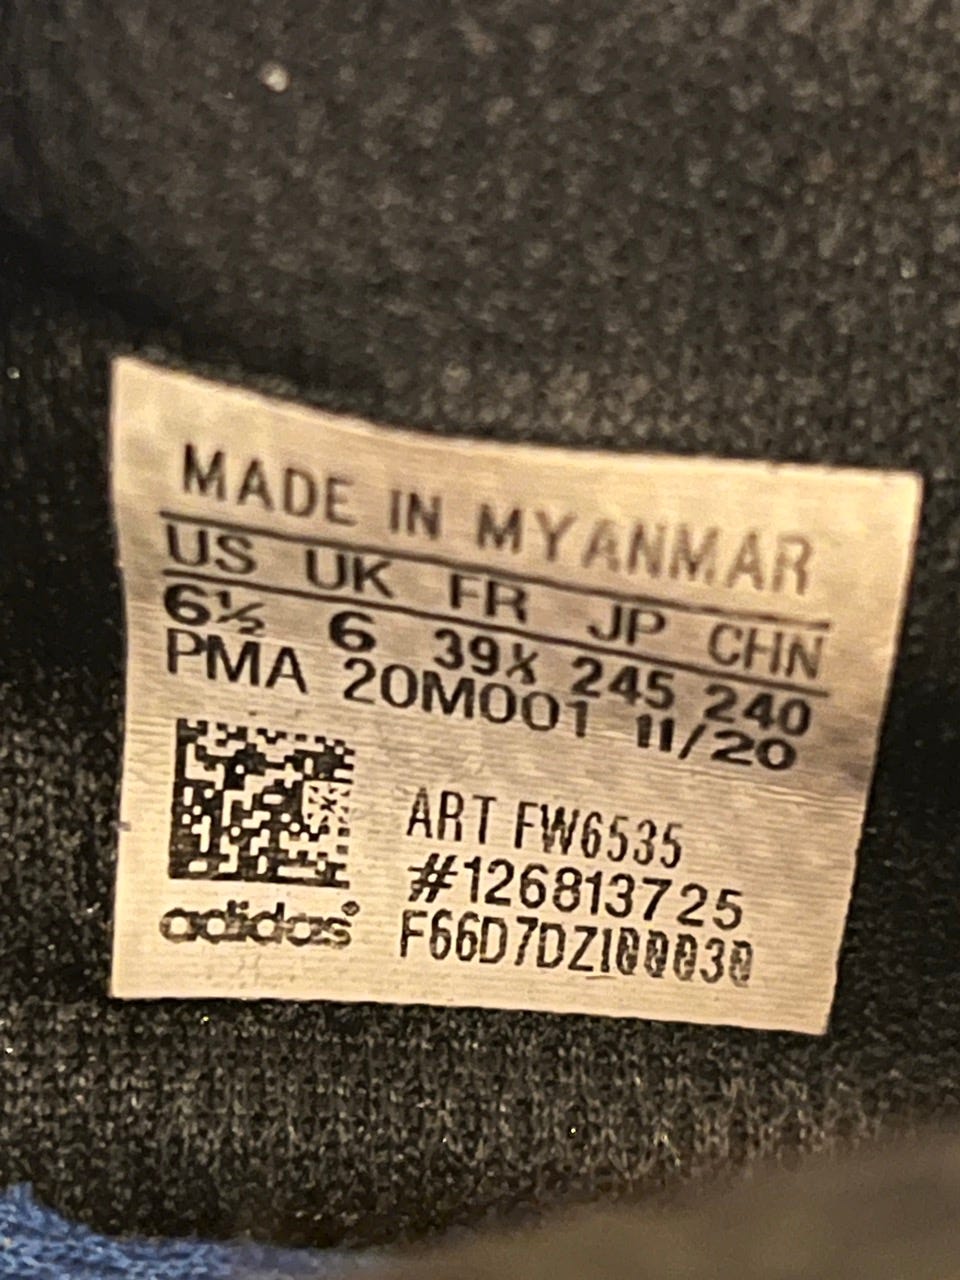 MADE IN MYANMAR
US UK FR JP CHN
6½ 6 39⅓ 245 240
PMA 20M001 11/20
ART FW6535
#126813725
adidas® F66D7DZI00030